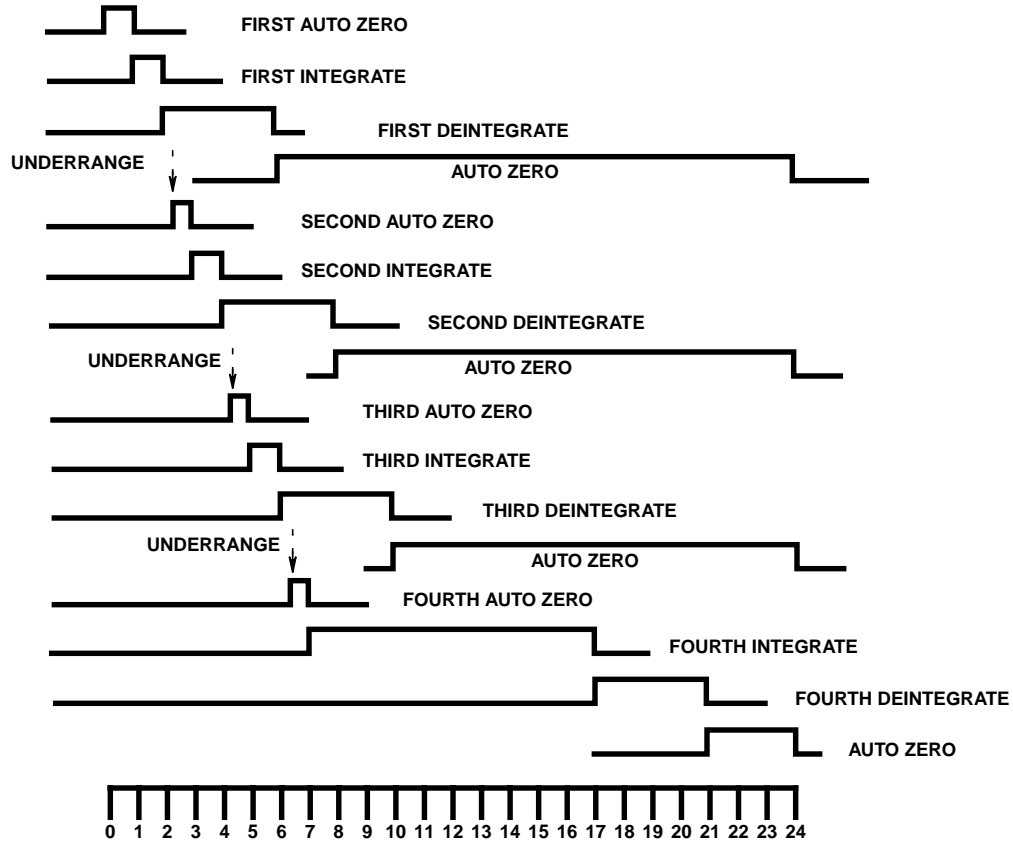 FIRST AUTO ZERO
FIRST INTEGRATE
FIRST DEINTEGRATE
UNDERRANGE
AUTO ZERO
SECOND AUTO ZERO
SECOND INTEGRATE
SECOND DEINTEGRATE
UNDERRANGE
AUTO ZERO
THIRD AUTO ZERO
THIRD INTEGRATE
THIRD DEINTEGRATE
UNDERRANGE
AUTO ZERO
FOURTH AUTO ZERO
FOURTH INTEGRATE
FOURTH DEINTEGRATE
AUTO ZERO
0 1 2 3 4 5 6 7 8 9 10 11 12 13 14 15 16 17 18 19 20 21 22 23 24